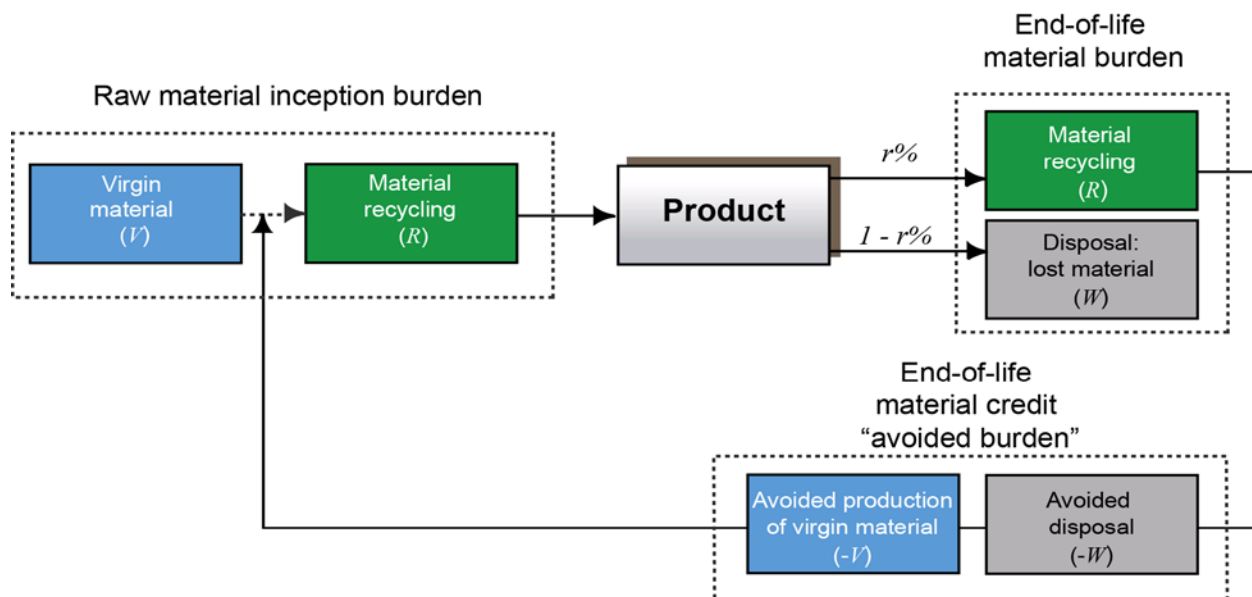 End-of-life
material burden
Raw material inception burden
Virgin
material
(V)
Material
recycling
(R)
Product
r%
1 - r%
Material
recycling
(R)
Disposal:
lost material
(W)
End-of-life
material credit
“avoided burden”
Avoided production
of virgin material
(-V)
Avoided
disposal
(-W)